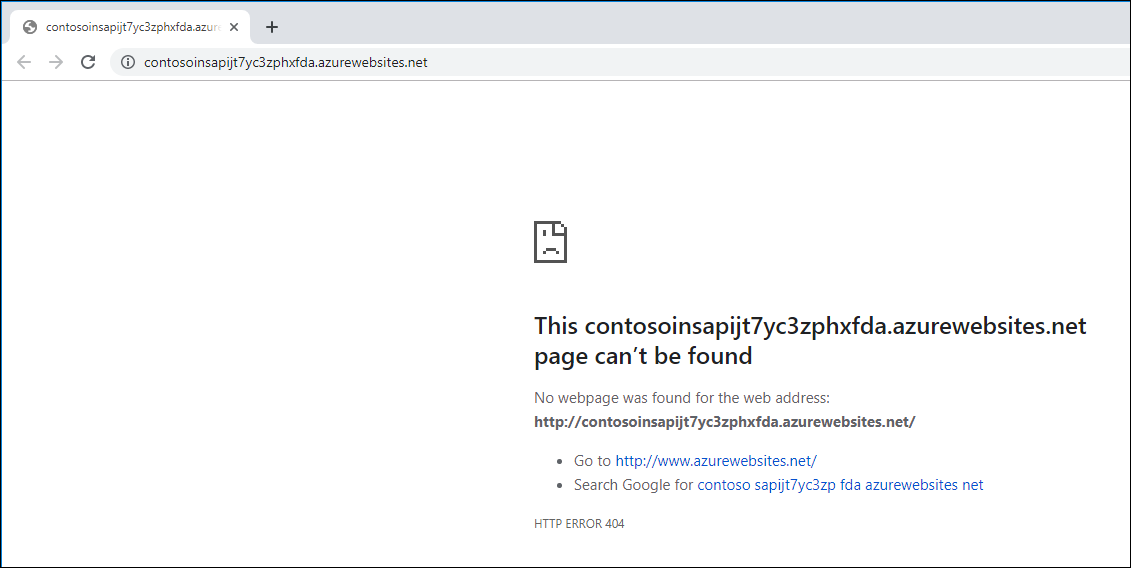 contosoinsapijt7yc3zphxfda.azure
contosoinsapijt7yc3zphxfda.azurewebsites.net
This contosoinsapijt7yc3zphxfda.azurewebsites.net
page can’t be found
No webpage was found for the web address:
http://contosoinsapijt7yc3zphxfda.azurewebsites.net/
• Go to http://www.azurewebsites.net/
• Search Google for contoso sapijt7yc3zp fda azurewebsites net
HTTP ERROR 404